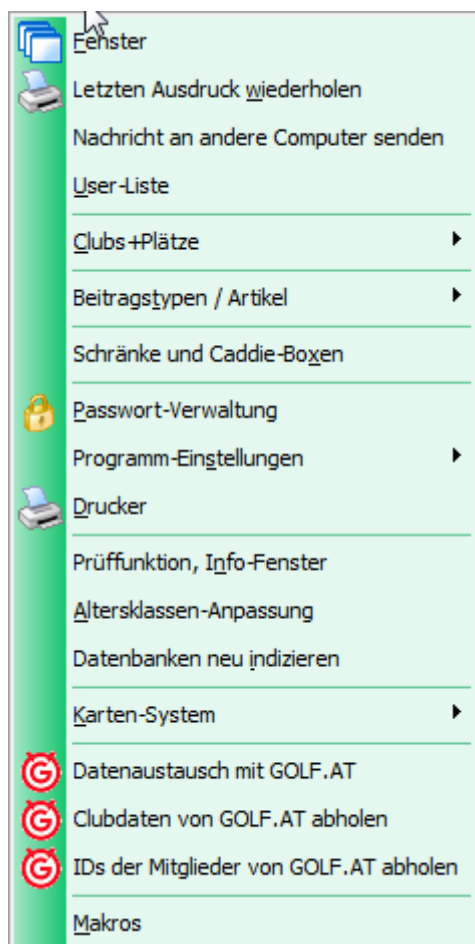 Fenster
Letzten Ausdruck wiederholen
Nachricht an andere Computer senden
User-Liste
Clubs+Plätze
Beitragstypen / Artikel
Schränke und Caddie-Boxen
Passwort-Verwaltung
Programm-Einstellungen
Drucker
Prüffunktion, Info-Fenster
Altersklassen-Anpassung
Datenbanken neu indizieren
Karten-System
G Datenaustausch mit GOLF.AT
G Clubdaten von GOLF.AT abholen
G IDs der Mitglieder von GOLF.AT abholen
Makros